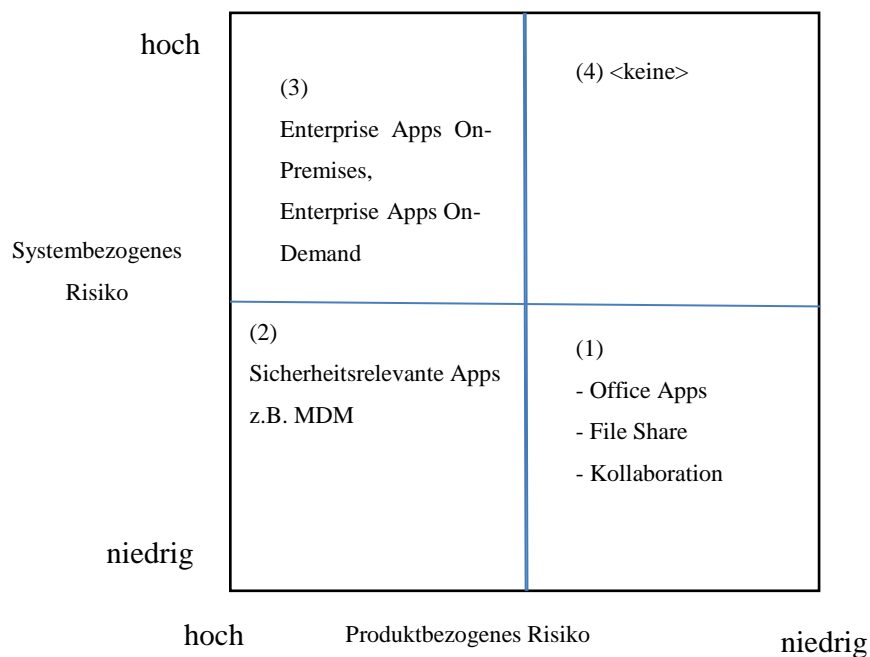 hoch
(3)
Enterprise Apps On-
Premises,
Enterprise Apps On-
Demand
(4) <keine>
Systembezogenes
Risiko
(2)
Sicherheitsrelevante Apps
z.B. MDM
(1)
- Office Apps
- File Share
- Kollaboration
niedrig
hoch
Produktbezogenes Risiko
niedrig